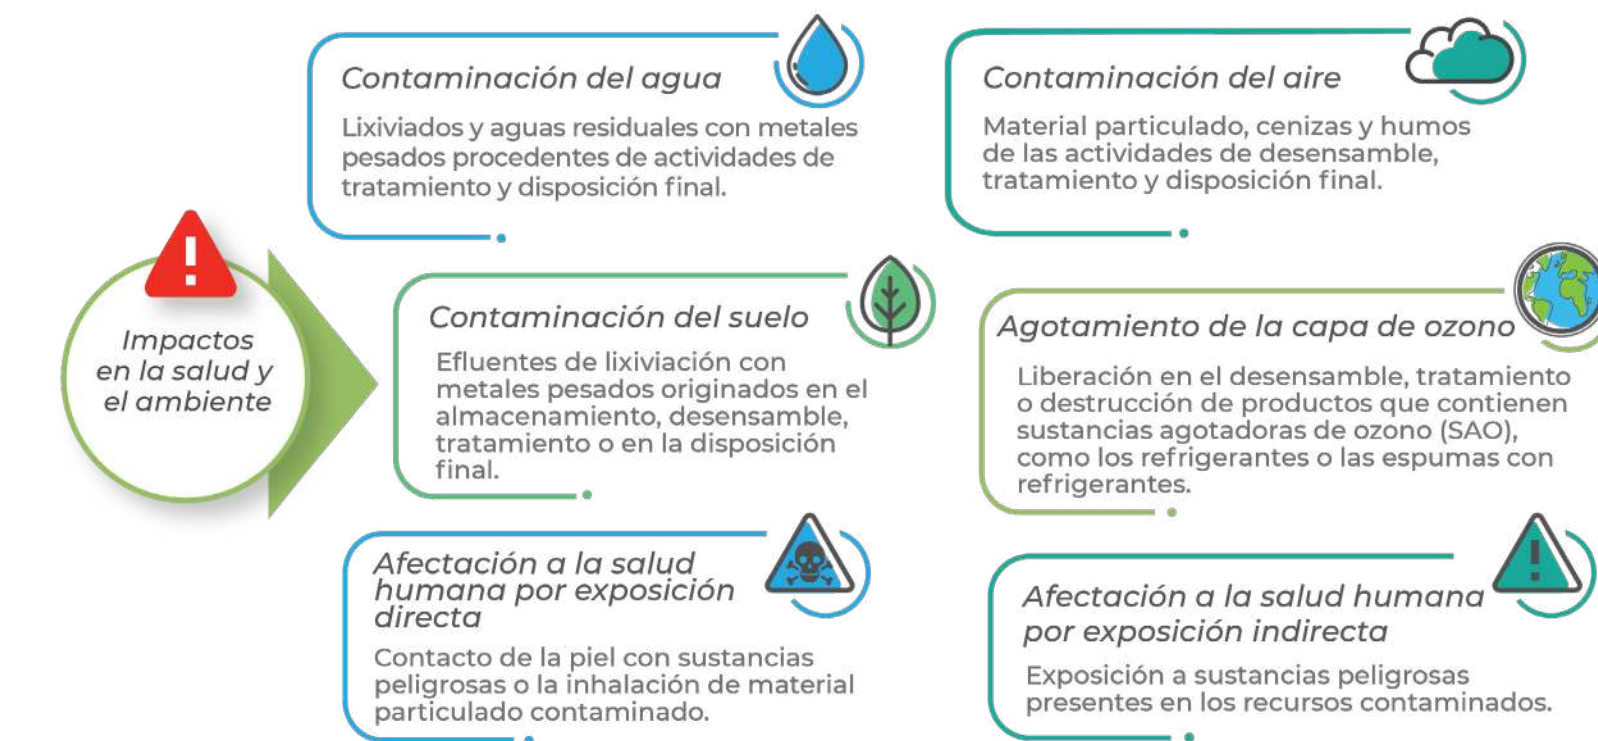 Impactos
en la salud y
el ambiente
Contaminación del agua
Lixiviados y aguas residuales con metales
pesados procedentes de actividades de
tratamiento y disposición final.
Contaminación del aire
Material particulado, cenizas y humos
de las actividades de desensamble,
tratamiento y disposición final.
Contaminación del suelo
Efluentes de lixiviación con
metales pesados originados en el
almacenamiento, desensamble,
tratamiento o en la disposición
final.
Agotamiento de la capa de ozono
Liberación en el desensamble, tratamiento
o destrucción de productos que contienen
sustancias agotadoras de ozono (SAO),
como los refrigerantes o las espumas con
refrigerantes.
Afectación a la salud
humana por exposición
directa
Contacto de la piel con sustancias
peligrosas o la inhalación de material
particulado contaminado.
Afectación a la salud humana
por exposición indirecta
Exposición a sustancias peligrosas
presentes en los recursos contaminados.